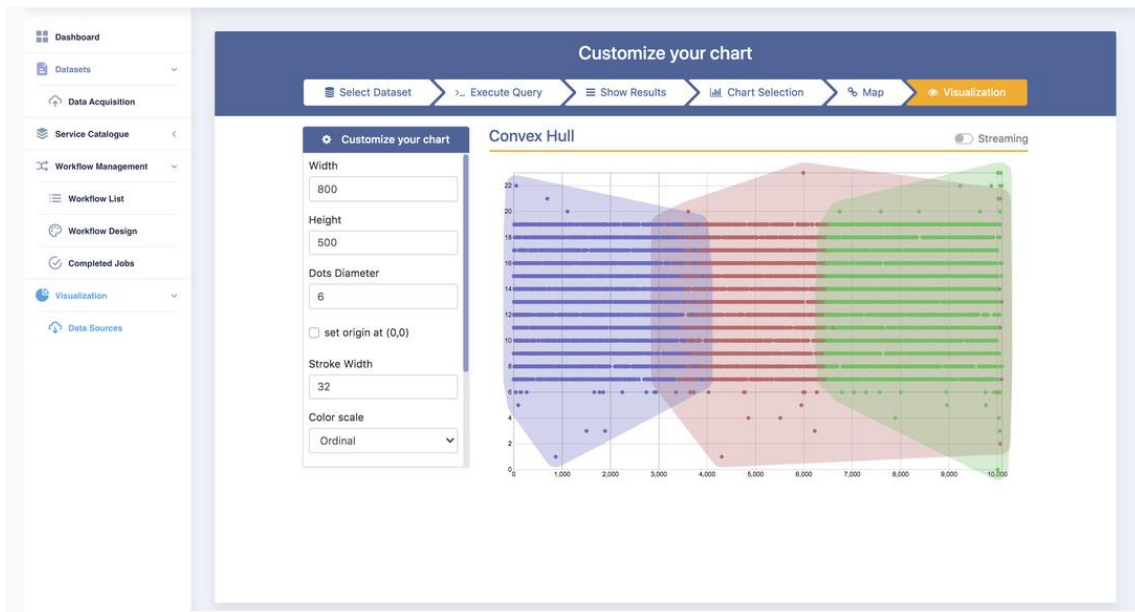 Dashboard
Datasets
Data Acquisition
Service Catalogue
Workflow Management
Workflow List
Workflow Design
Completed Jobs
Visualization
Data Sources
Customize your chart
Select Dataset
>_ Execute Query
Show Results
Chart Selection
Map
Visualization
Customize your chart
Width
800
Height
500
Dots Diameter
6
set origin at (0,0)
Stroke Width
32
Color scale
Ordinal
Convex Hull
Streaming
22
20
18
16
14
12
10
8
6
4
2
0
0 1,000 2,000 3,000 4,000 5,000 6,000 7,000 8,000 9,000 10,000